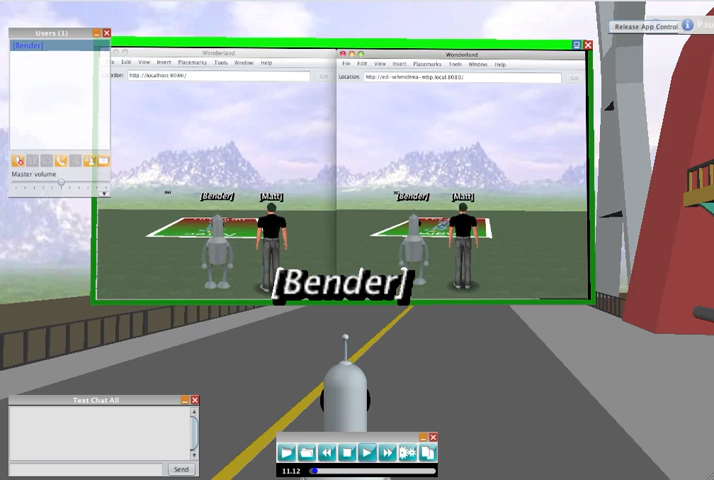 Users (1)
[Bender]
Master volume
Release App Control
Wonderland
Edit View Insert Placemarks Tools Window Help
http://localhost:8080/
[Bender] [Matt]
Wonderland
File Edit View Insert Placemarks Tools Window Help
Location:
[Bender] [Matt]
[Bender]
Text Chat All
Send
11.12